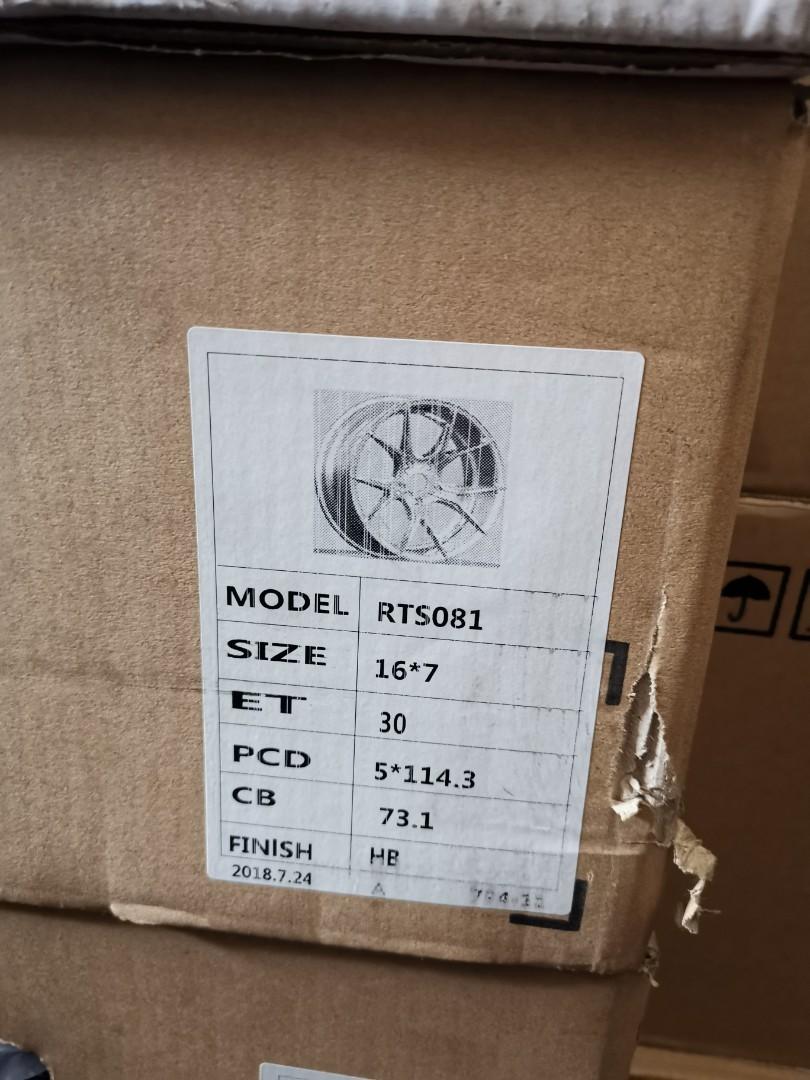 MODEL RTS081
SIZE 16*7
ET 30
PCD 5*114.3
CB 73.1
FINISH HB
2018.7.24 A